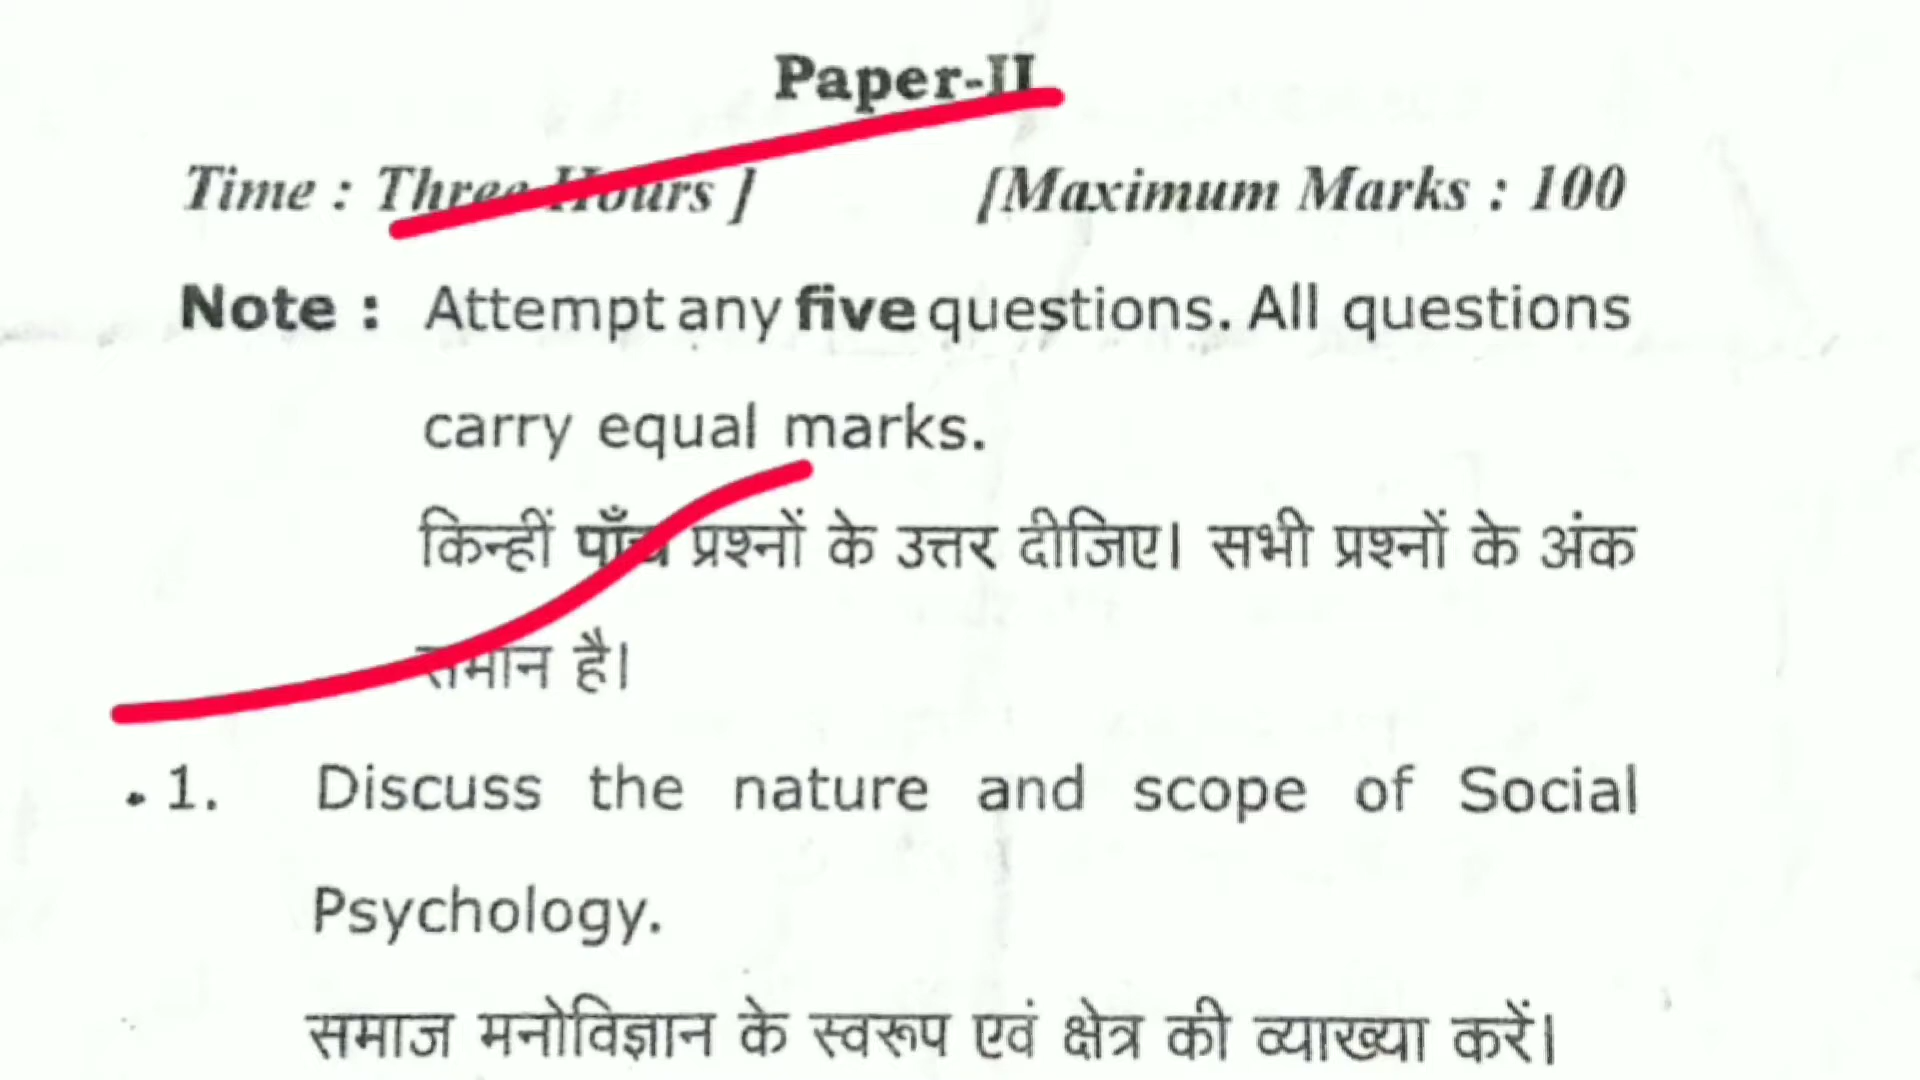 Paper-II
Time : Three Hours ] [Maximum Marks : 100
Note : Attempt any five questions. All questions
carry equal marks.
किन्हीं पाँच प्रश्नों के उत्तर दीजिए। सभी प्रश्नों के अंक
समान है।
1. Discuss the nature and scope of Social
Psychology.
समाज मनोविज्ञान के स्वरूप एवं क्षेत्र की व्याख्या करें।